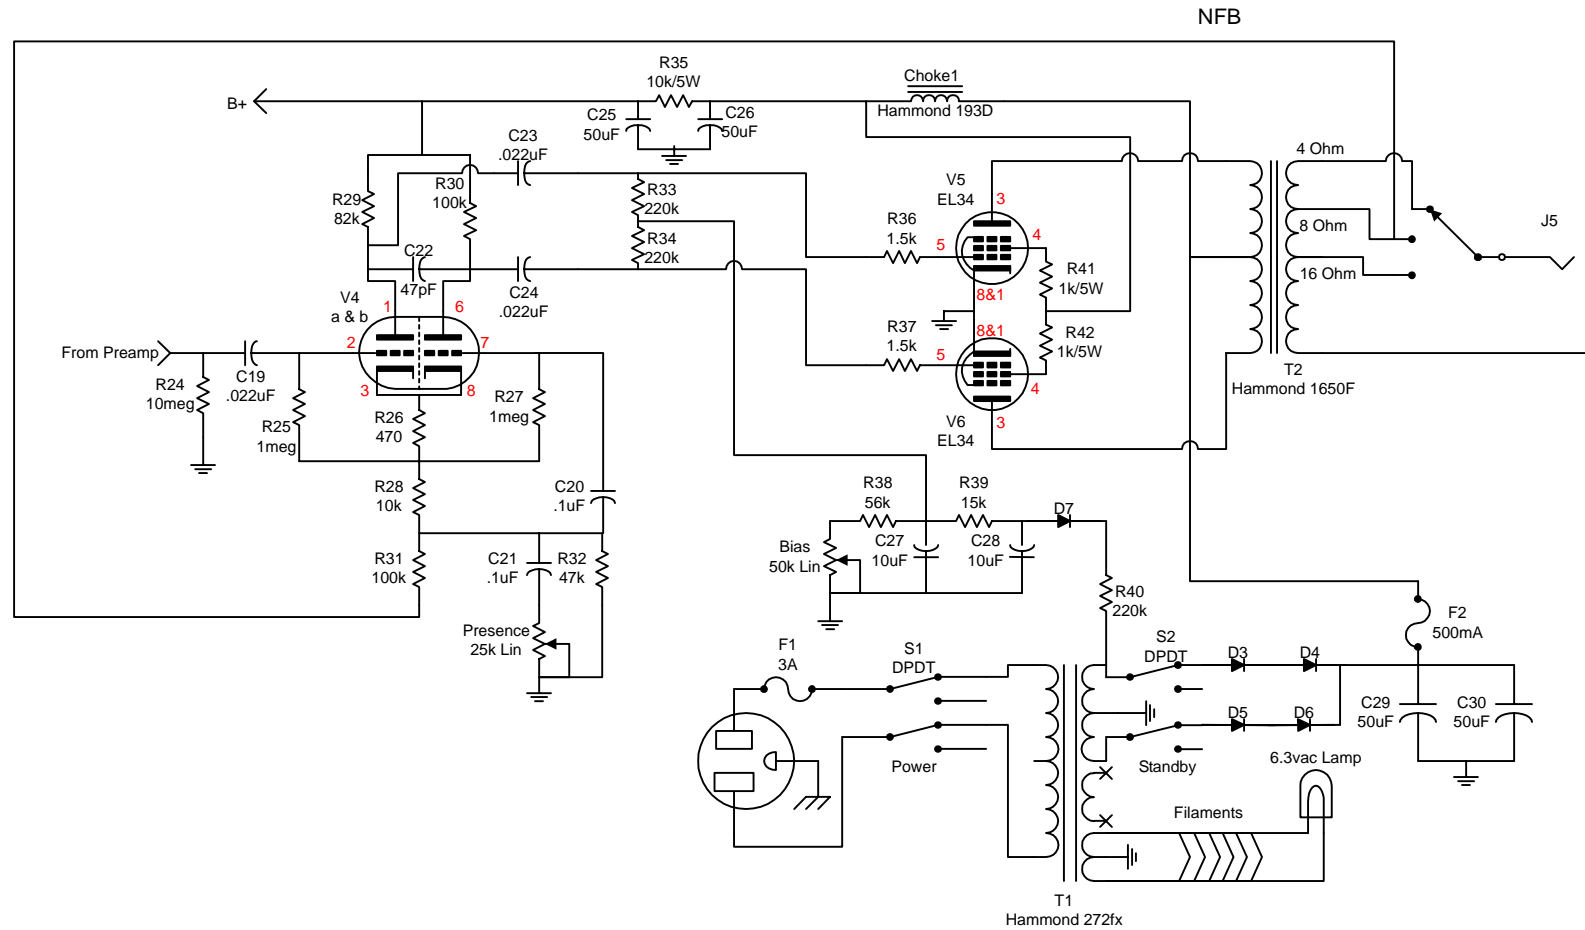 NFB
B+
R35
10k/5W
C25
50uF
C26
50uF
Choke1
Hammond 193D
C23
.022uF
R29
82k
R30
100k
R33
220k
R34
220k
C22
47pF
C24
.022uF
V4
a & b
1
6
2
7
3
8
From Preamp
R24
10meg
C19
.022uF
R25
1meg
R26
470
R27
1meg
R28
10k
C20
.1uF
R31
100k
C21
.1uF
R32
47k
Presence
25k Lin
R36
1.5k
R37
1.5k
V5
EL34
3
5
4
8&1
8&1
5
4
3
V6
EL34
R41
1k/5W
R42
1k/5W
4 Ohm
8 Ohm
16 Ohm
J5
T2
Hammond 1650F
R38
56k
R39
15k
D7
Bias
50k Lin
C27
10uF
C28
10uF
R40
220k
F1
3A
S1
DPDT
Power
S2
DPDT
Standby
D3
D4
D5
D6
F2
500mA
C29
50uF
C30
50uF
6.3vac Lamp
Filaments
T1
Hammond 272fx